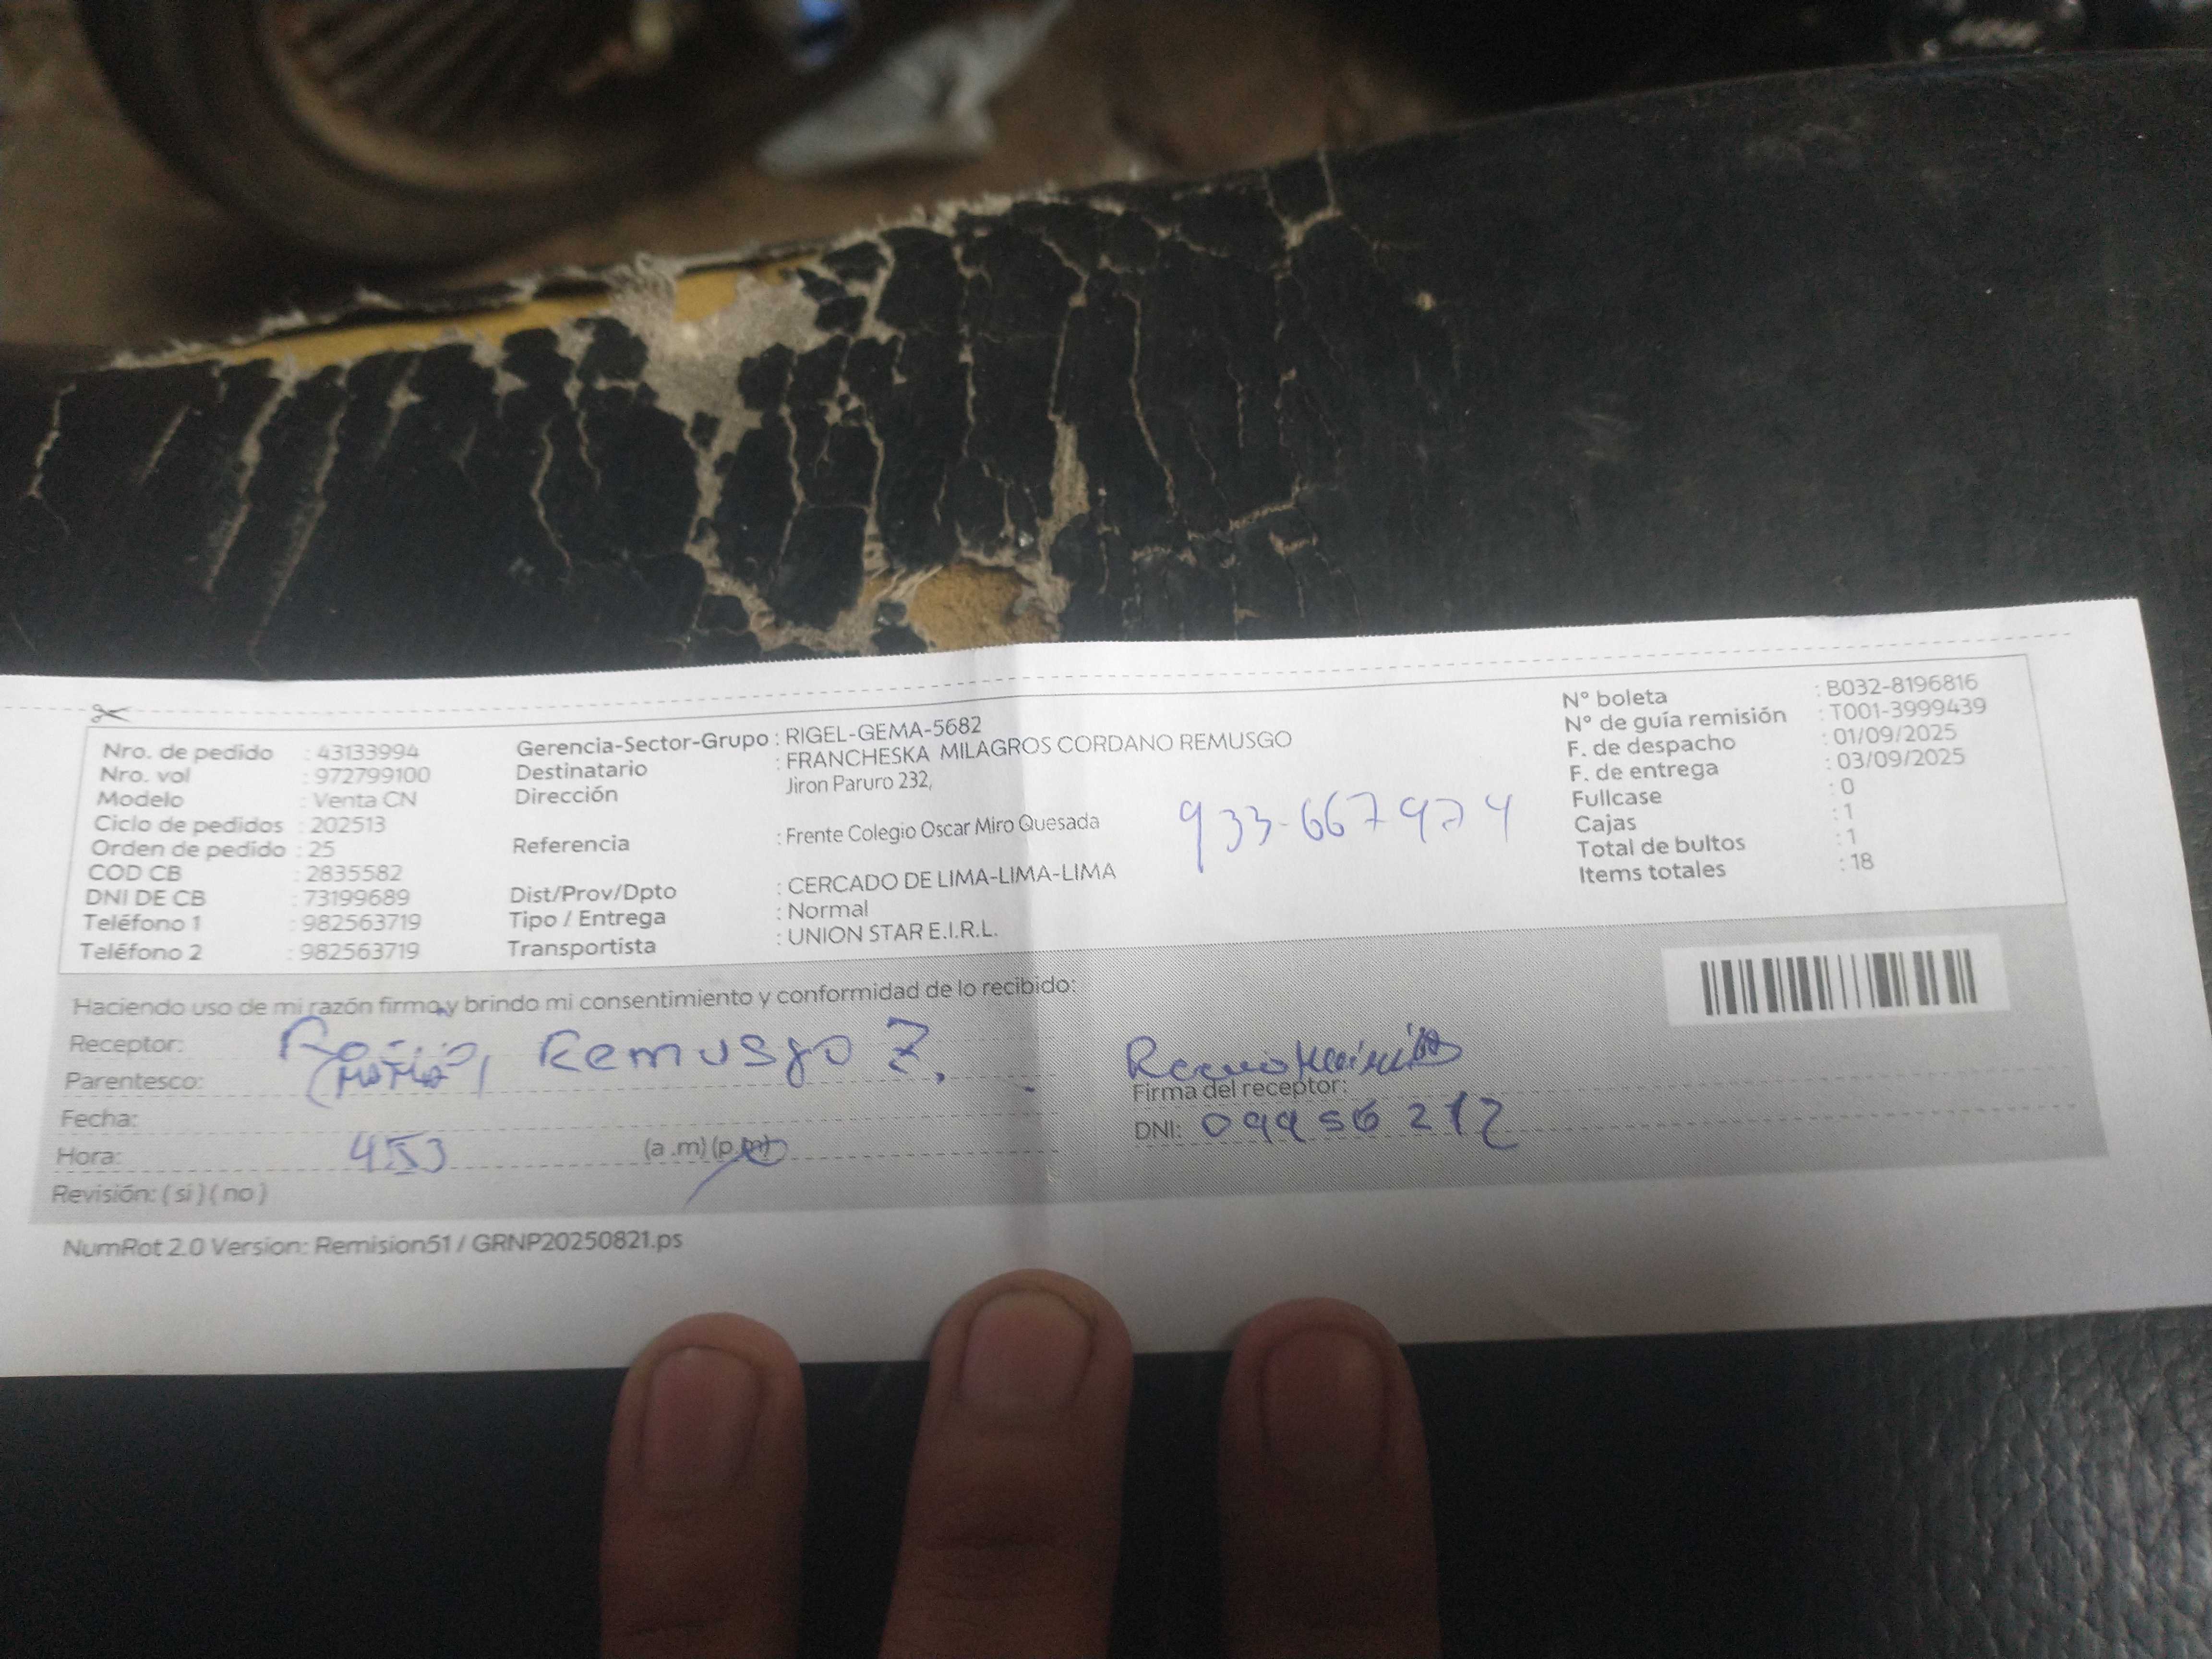 Nro. de pedido : 43133994
Nro. vol : 972799100
Modelo : Venta CN
Ciclo de pedidos : 202513
Orden de pedido : 25
COD CB : 2835582
DNI DE CB : 73199689
Teléfono 1 : 982563719
Teléfono 2 : 982563719
Gerencia-Sector-Grupo : RIGEL-GEMA-5682
Destinatario : FRANCHESKA MILAGROS CORDANO REMUSGO
Dirección Jiron Paruro 232,
Referencia : Frente Colegio Oscar Miro Quesada
Dist/Prov/Dpto : CERCADO DE LIMA-LIMA-LIMA
Tipo / Entrega : Normal
Transportista : UNION STAR E.I.R.L.
933-667974
N° boleta : B032-8196816
N° de guía remisión : T001-3999439
F. de despacho : 01/09/2025
F. de entrega : 03/09/2025
Fullcase : 0
Cajas : 1
Total de bultos : 1
Items totales : 18
Haciendo uso de mi razón firmo y brindo mi consentimiento y conformidad de lo recibido:
Receptor: Remusgo Z.
Parentesco:
Fecha:
Hora: 4:53 (a .m) (p.m)
Revisión: ( si ) ( no )
Firma del receptor:
DNI: 09956212
NumRot 2.0 Version: Remision51 / GRNP20250821.ps